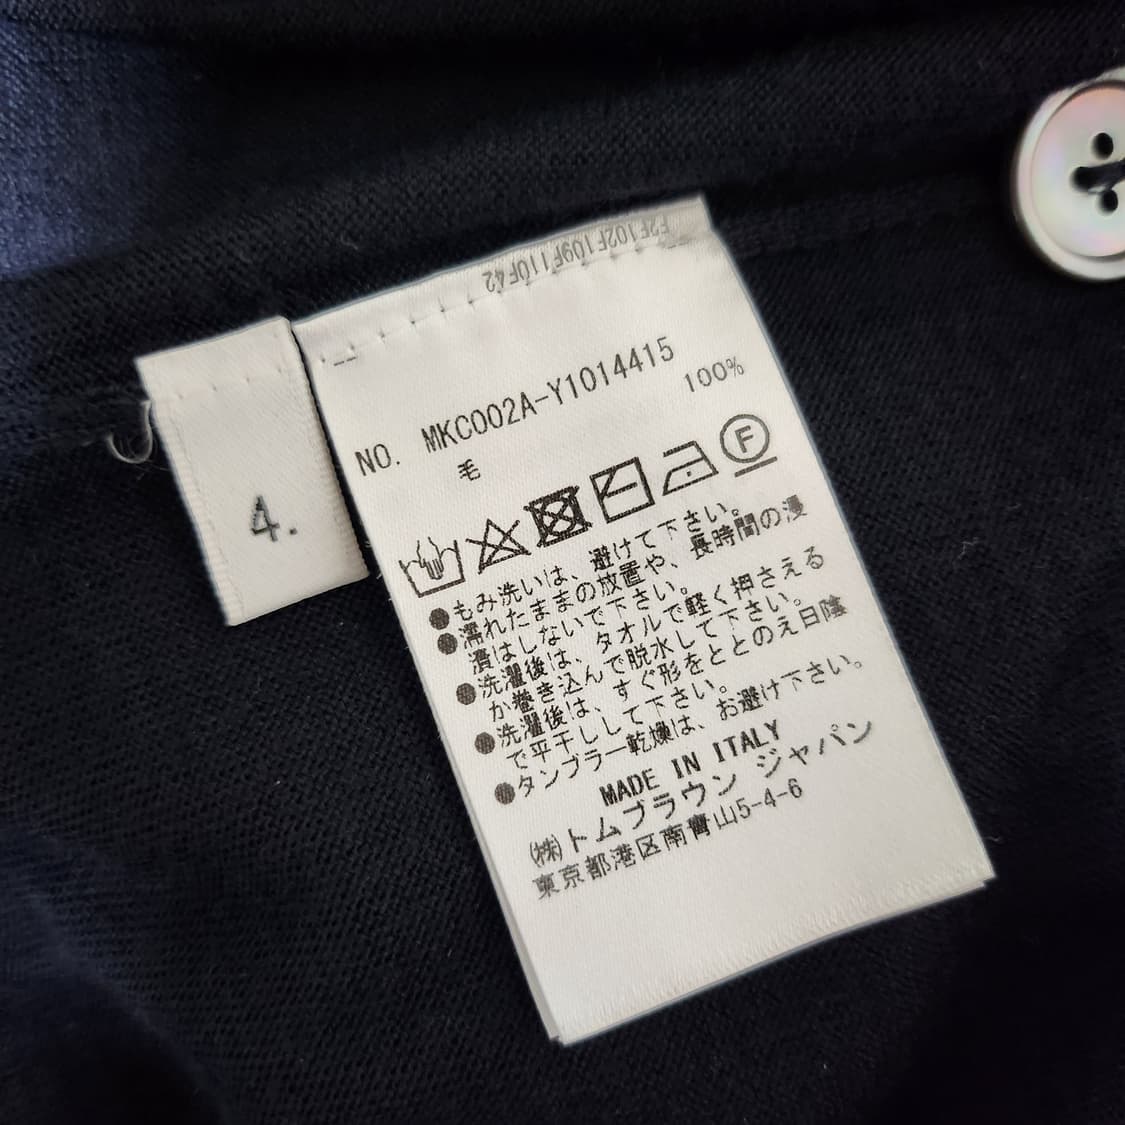 F2F102F109F110F42
4.
NO. MKC002A-Y1014415
毛 100%
F
●もみ洗いは、避けて下さい。
●濡れたままの放置や、長時間の浸
漬はしないで下さい。
●洗濯後は、タオルで軽く押さえる
か巻き込んで脱水して下さい。
●洗濯後は、すぐ形をととのえ日陰
で平干しして下さい。
●タンブラー乾燥は、お避け下さい。
MADE IN ITALY
㈱トムブラウン ジャパン
東京都港区南青山5-4-6